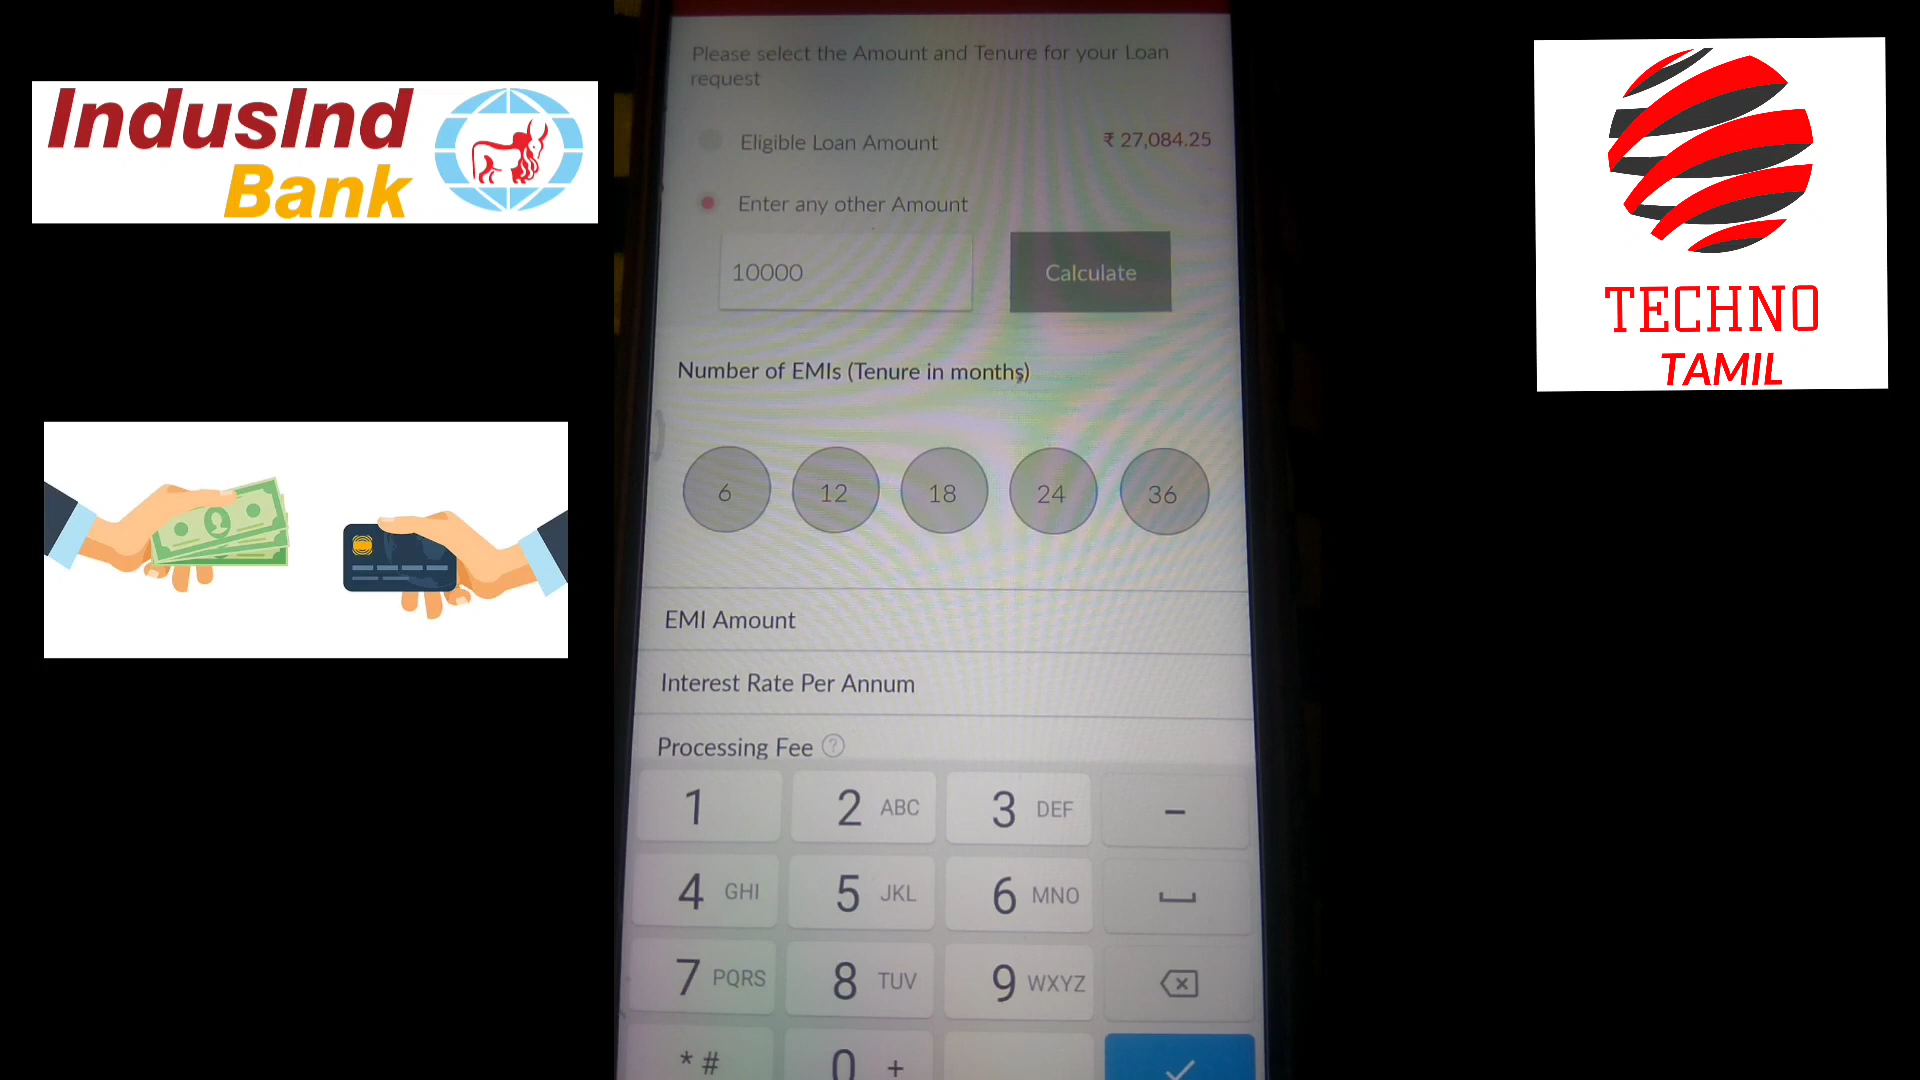 IndusInd
Bank
Please select the Amount and Tenure for your Loan
request
Eligible Loan Amount ₹ 27,084.25
Enter any other Amount
10000 Calculate
Number of EMIs (Tenure in months)
6 12 18 24 36
EMI Amount
Interest Rate Per Annum
Processing Fee ?
1 2 ABC 3 DEF –
4 GHI 5 JKL 6 MNO
7 PQRS 8 TUV 9 WXYZ
* # 0 +
TECHNO
TAMIL